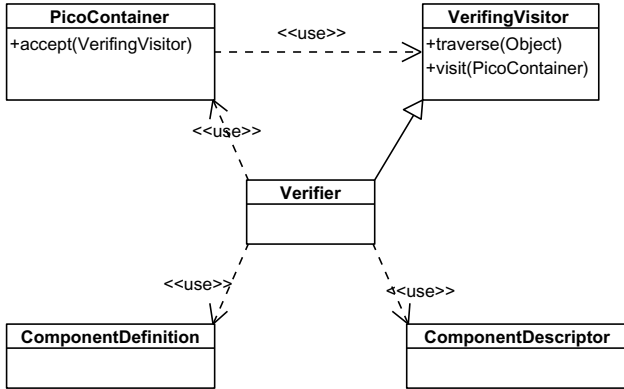 PicoContainer
+accept(VerifingVisitor)
<<use>>
VerifingVisitor
+traverse(Object)
+visit(PicoContainer)
<<use>>
Verifier
<<use>>
<<use>>
ComponentDefinition
ComponentDescriptor